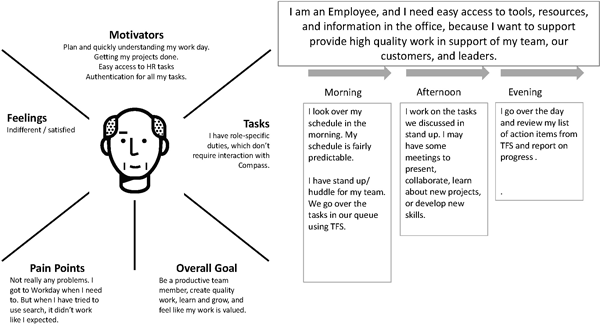 Motivators
Plan and quickly understanding my work day.
Getting my projects done.
Easy access to HR tasks
Authentication for all my tasks.
Feelings
Indifferent / satisfied
Tasks
I have role-specific
duties, which don't
require interaction with
Compass.
Pain Points
Not really any problems. I
got to Workday when I need
to. But when I have tried to
use search, it didn't work
like I expected.
Overall Goal
Be a productive team
member, create quality
work, learn and grow, and
feel like my work is valued.
I am an Employee, and I need easy access to tools, resources,
and information in the office, because I want to support
provide high quality work in support of my team, our
customers, and leaders.
Morning
I look over my
schedule in the
morning. My
schedule is fairly
predictable.
I have stand up/
huddle for my team.
We go over the
tasks in our queue
using TFS.
Afternoon
I work on the tasks
we discussed in
stand up. I may
have some
meetings to
present,
collaborate, learn
about new projects,
or develop new
skills.
Evening
I go over the day
and review my list
of action items from
TFS and report on
progress .
.